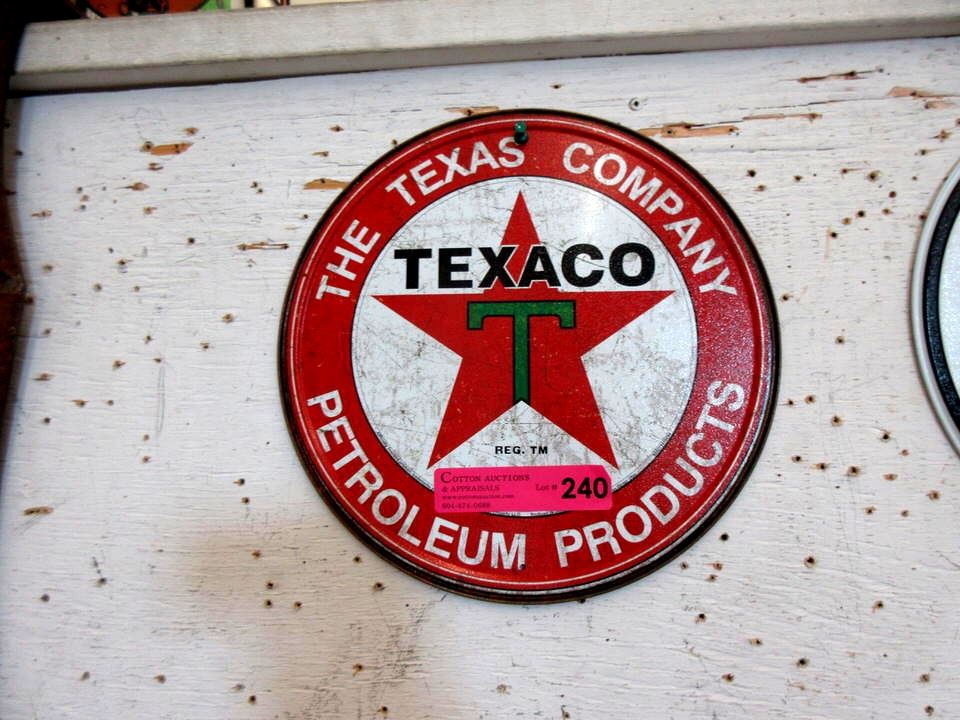 THE TEXAS COMPANY
TEXACO
T
REG. TM
COTTON AUCTIONS
& APPRAISALS
Lot # 240
PETROLEUM PRODUCTS